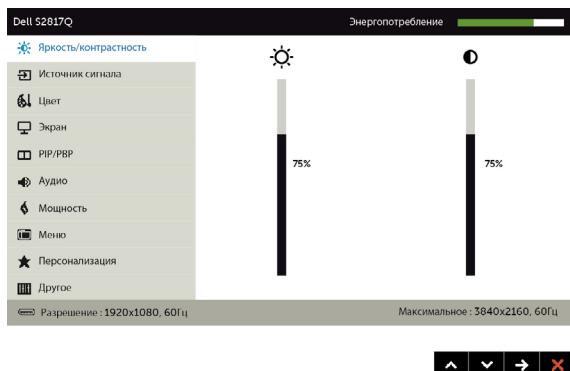 Dell S2817Q Энергопотребление
Яркость/контрастность
Источник сигнала
Цвет
Экран
PIP/PBP
Аудио
Мощность
Меню
Персонализация
Другое
75% 75%
Разрешение : 1920x1080, 60Гц Максимальное : 3840x2160, 60Гц